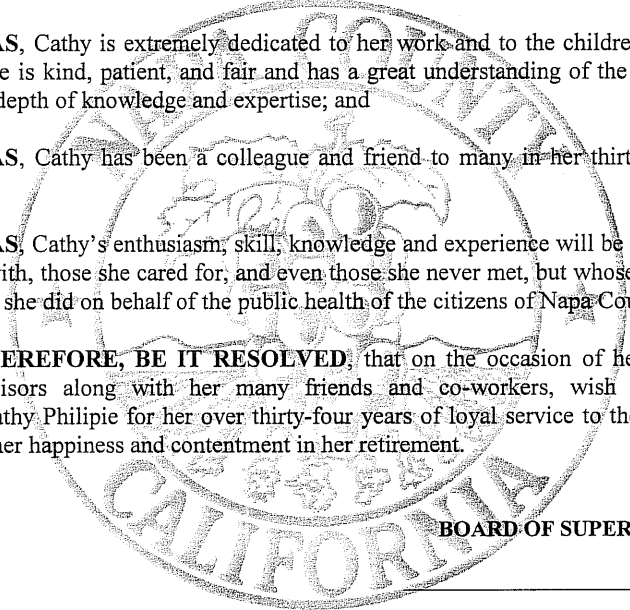 AS, Cathy is extremely dedicated to her work and to the childre
e is kind, patient, and fair and has a great understanding of the
depth of knowledge and expertise; and
AS, Cathy has been a colleague and friend to many in her thirt
AS, Cathy's enthusiasm, skill, knowledge and experience will be
ith, those she cared for, and even those she never met, but whose
she did on behalf of the public health of the citizens of Napa Cou
EREFORE, BE IT RESOLVED, that on the occasion of he
isors along with her many friends and co-workers, wish
athy Philipie for her over thirty-four years of loyal service to the
her happiness and contentment in her retirement.
BOARD OF SUPER
NAPA COUNTY
CALIFORNIA